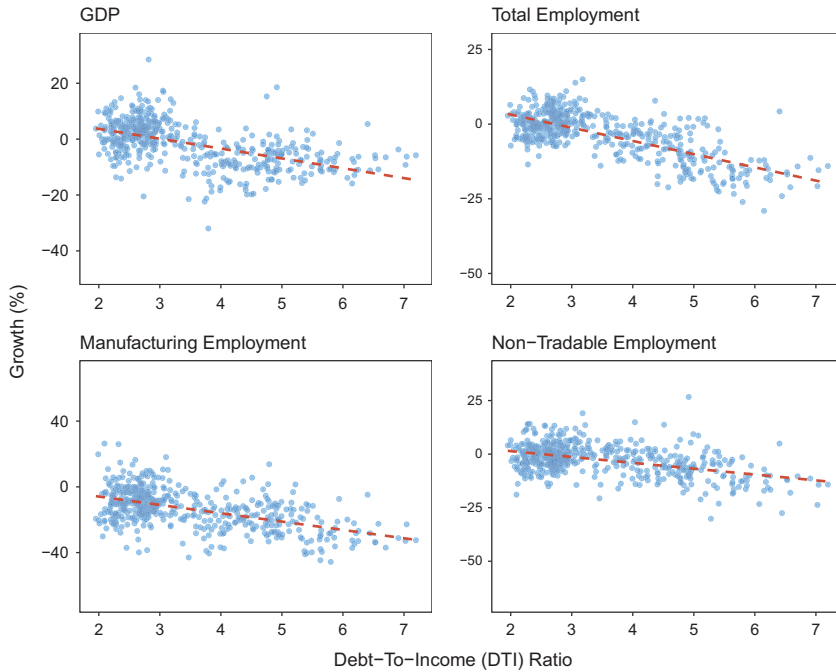 GDP
Total Employment
20
0
−20
−40
25
0
−25
−50
2 3 4 5 6 7
2 3 4 5 6 7
Growth (%)
Manufacturing Employment
Non−Tradable Employment
40
0
−40
25
0
−25
−50
2 3 4 5 6 7
2 3 4 5 6 7
Debt−To−Income (DTI) Ratio